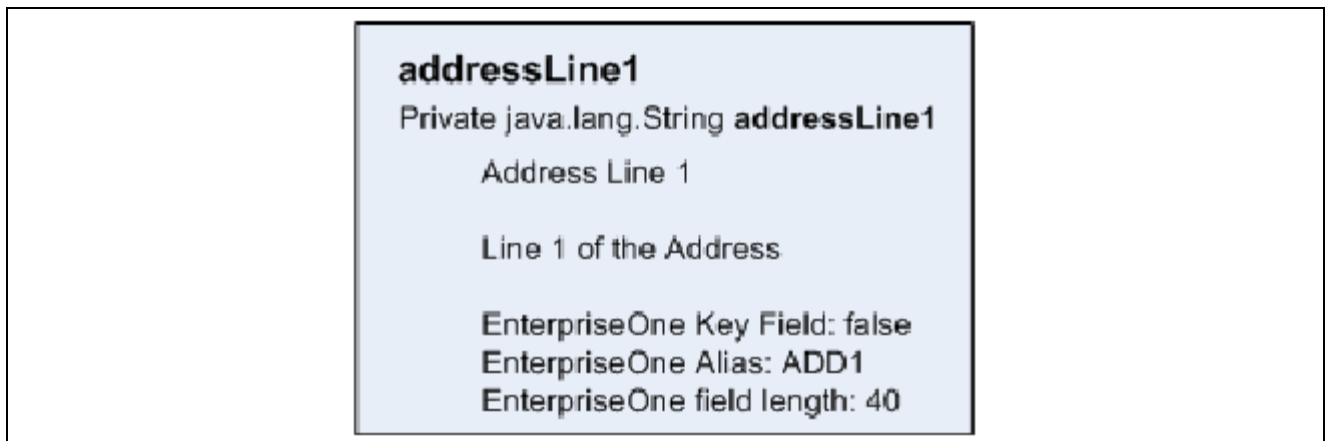 addressLine1
Private java.lang.String addressLine1
Address Line 1
Line 1 of the Address
EnterpriseOne Key Field: false
EnterpriseOne Alias: ADD1
EnterpriseOne field length: 40